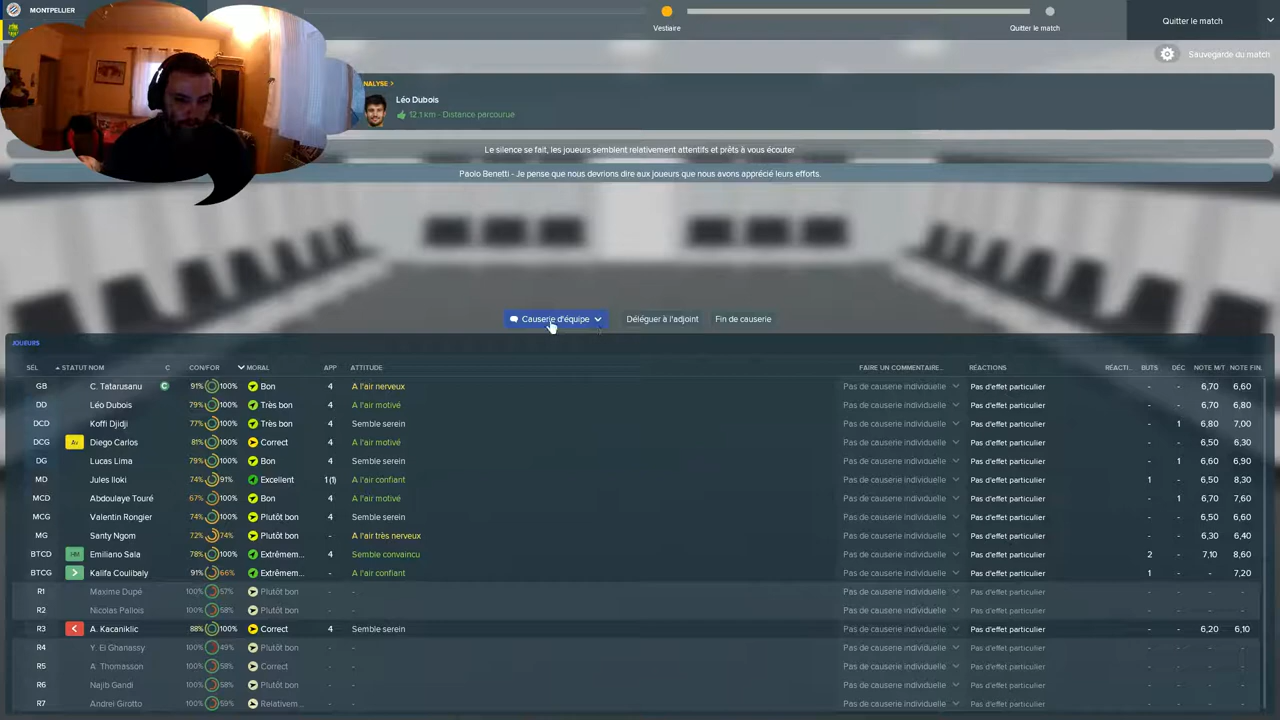 MONTPELLIER
Vestiaire
Quitter le match
Quitter le match
Sauvegarde du match
NALYSE >
Léo Dubois
12,1 km - Distance parcourue
Le silence se fait, les joueurs semblent relativement attentifs et prêts à vous écouter
Paolo Benetti - Je pense que nous devrions dire aux joueurs que nous avons apprécié leurs efforts.
Causerie d'équipe Déléguer à l'adjoint Fin de causerie
JOUEURS
SÉL STATUT NOM C CON/FOR MORAL APP ATTITUDE FAIRE UN COMMENTAIRE... RÉACTIONS RÉACTI... BUTS DÉC NOTE M/T NOTE FIN.
GB C. Tatarusanu C 91% 100% Bon 4 A l'air nerveux Pas de causerie individuelle Pas d'effet particulier - - 6,70 6,60
DD Léo Dubois 79% 100% Très bon 4 A l'air motivé Pas de causerie individuelle Pas d'effet particulier - - 6,70 6,80
DCD Koffi Djidji 77% 100% Très bon 4 Semble serein Pas de causerie individuelle Pas d'effet particulier - 1 6,80 7,00
DCG Av Diego Carlos 81% 100% Correct 4 A l'air motivé Pas de causerie individuelle Pas d'effet particulier - - 6,50 6,30
DG Lucas Lima 79% 100% Bon 4 Semble serein Pas de causerie individuelle Pas d'effet particulier - 1 6,60 6,90
MD Jules Iloki 74% 91% Excellent 1 (1) A l'air confiant Pas de causerie individuelle Pas d'effet particulier 1 - 6,50 8,30
MCD Abdoulaye Touré 67% 100% Bon 4 A l'air motivé Pas de causerie individuelle Pas d'effet particulier - 1 6,70 7,60
MCG Valentin Rongier 74% 100% Plutôt bon 4 Semble serein Pas de causerie individuelle Pas d'effet particulier - - 6,50 6,60
MG Santy Ngom 72% 74% Plutôt bon - A l'air très nerveux Pas de causerie individuelle Pas d'effet particulier - - 6,30 6,40
BTCD HM Emiliano Sala 78% 100% Extrêmem... 4 Semble convaincu Pas de causerie individuelle Pas d'effet particulier 2 - 7,10 8,60
BTCG Kalifa Coulibaly 91% 66% Extrêmem... - A l'air confiant Pas de causerie individuelle Pas d'effet particulier 1 - - 7,20
R1 Maxime Dupé 100% 57% Plutôt bon - - Pas de causerie individuelle Pas d'effet particulier - - - -
R2 Nicolas Pallois 100% 58% Plutôt bon - - Pas de causerie individuelle Pas d'effet particulier - - - -
R3 A. Kacaniklic 88% 100% Correct 4 Semble serein Pas de causerie individuelle Pas d'effet particulier - - 6,20 6,10
R4 Y. El Ghanassy 100% 49% Plutôt bon - - Pas de causerie individuelle Pas d'effet particulier - - - -
R5 A. Thomasson 100% 58% Correct - - Pas de causerie individuelle Pas d'effet particulier - - - -
R6 Najib Gandi 100% 58% Plutôt bon - - Pas de causerie individuelle Pas d'effet particulier - - - -
R7 Andrei Girotto 100% 59% Relativem... - - Pas de causerie individuelle Pas d'effet particulier - - - -